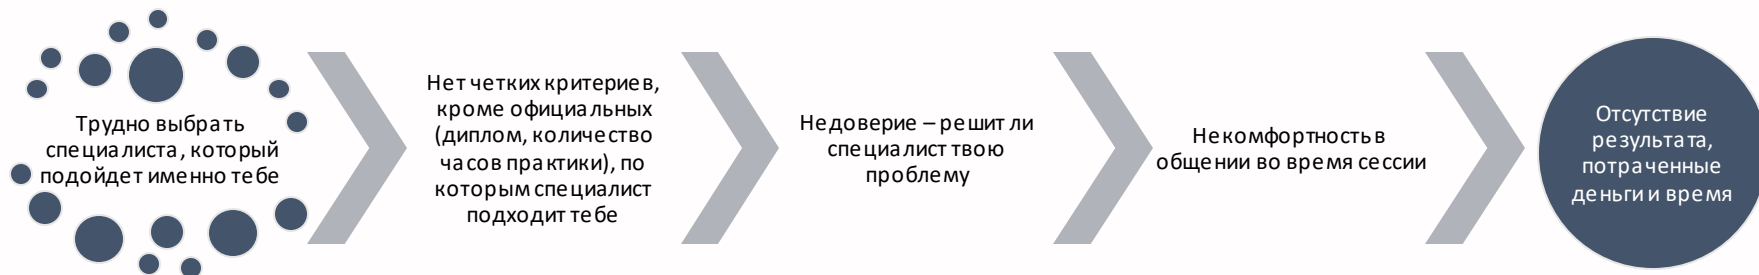 Трудно выбрать
специалиста, который
подойдет именно тебе
Нет четких критериев,
кроме официальных
(диплом, количество
часов практики), по
которым специалист
подходит тебе
Недоверие – решит ли
специалист твою
проблему
Некомфортность в
общении во время сессии
Отсутствие
результата,
потраченные
деньги и время